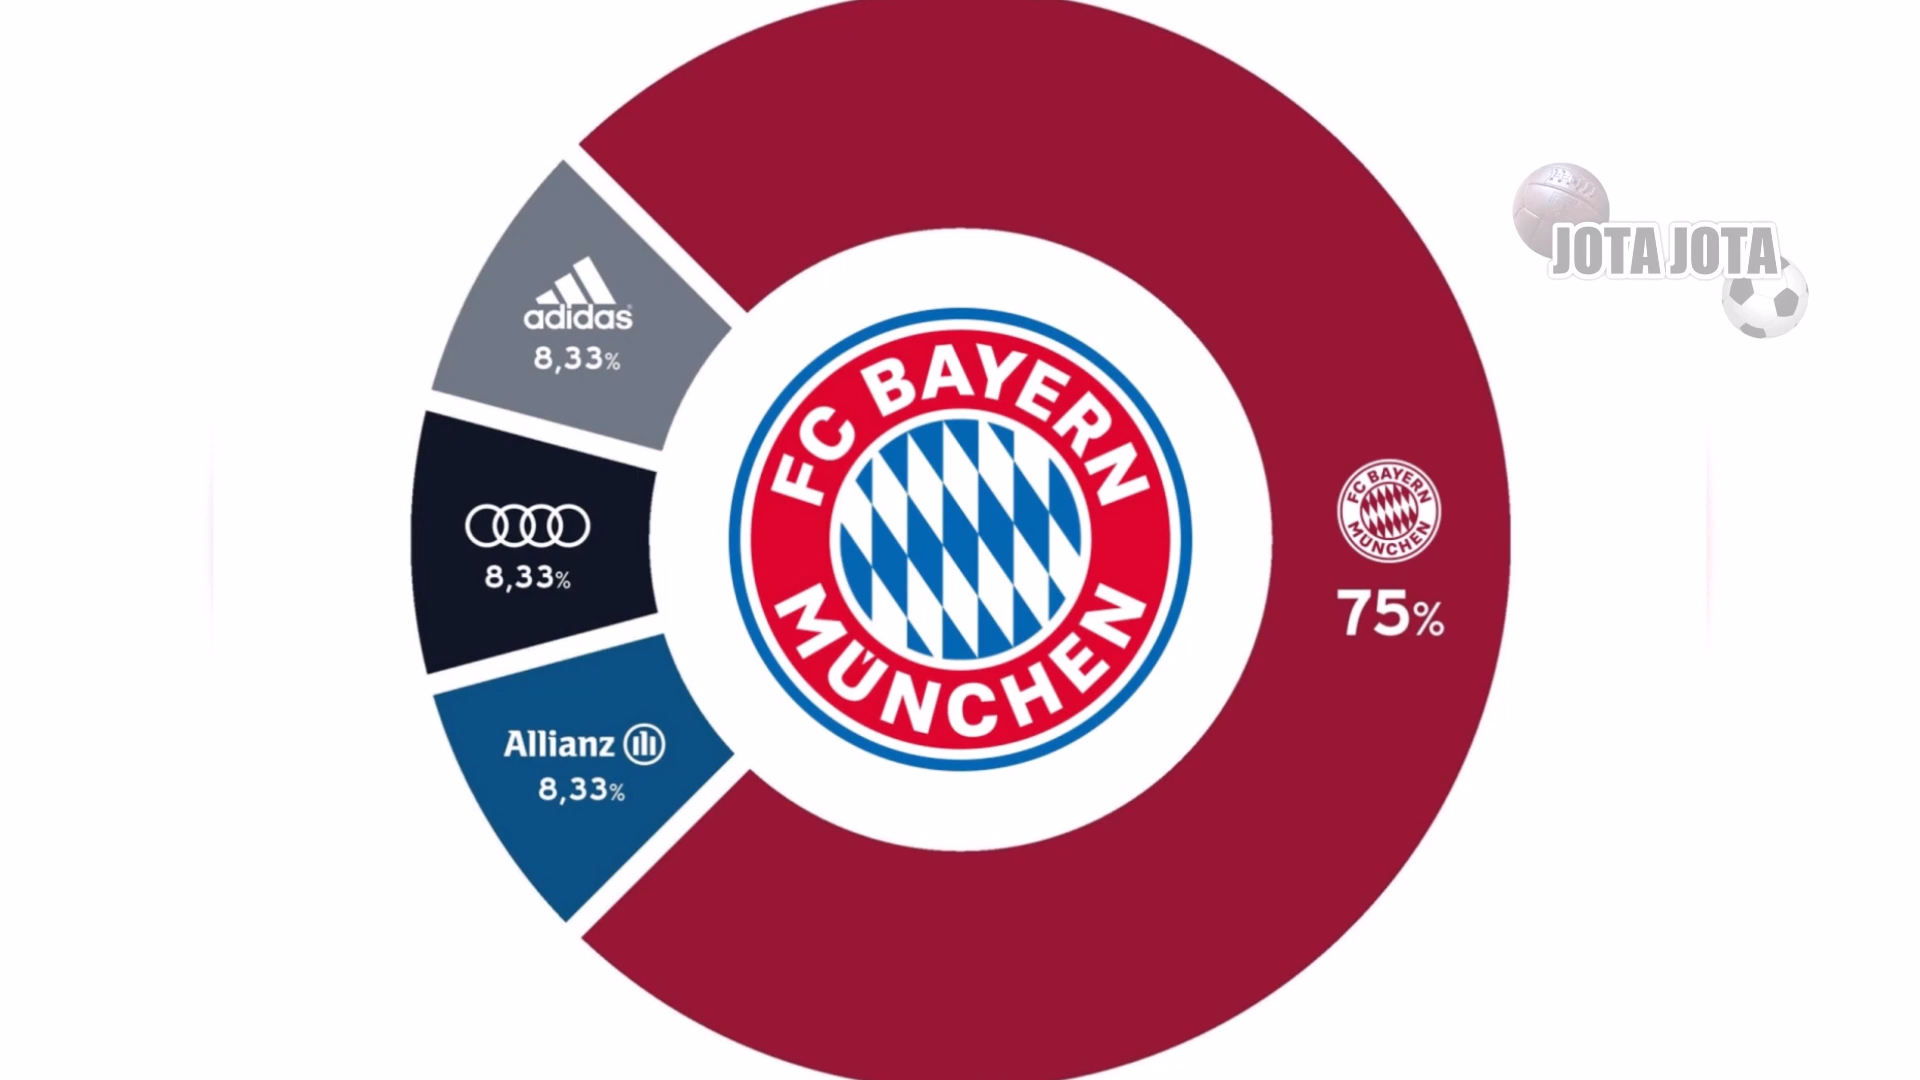 adidas
8,33%
8,33%
Allianz
8,33%
FC BAYERN
MÜNCHEN
FC BAYERN
MÜNCHEN
75%
JOTA JOTA